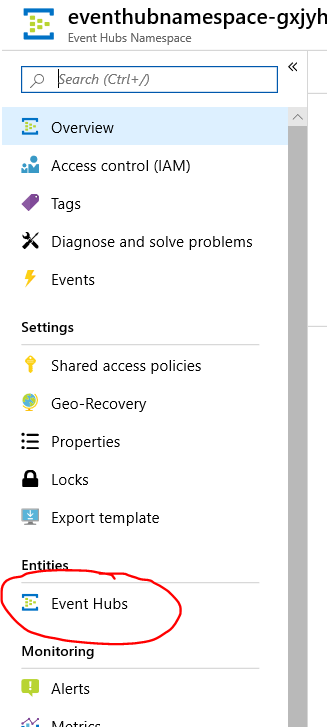 eventhubnamespace-gxjyh
Event Hubs Namespace
Search (Ctrl+/)
«
Overview
Access control (IAM)
Tags
Diagnose and solve problems
Events
Settings
Shared access policies
Geo-Recovery
Properties
Locks
Export template
Entities
Event Hubs
Monitoring
Alerts
Metrics